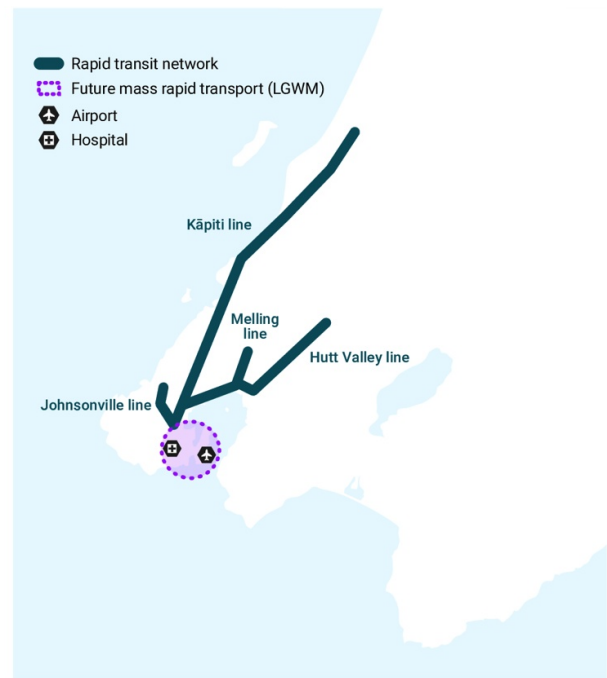 Rapid transit network
Future mass rapid transport (LGWM)
Airport
Hospital
Kāpiti line
Melling
line
Hutt Valley line
Johnsonville line